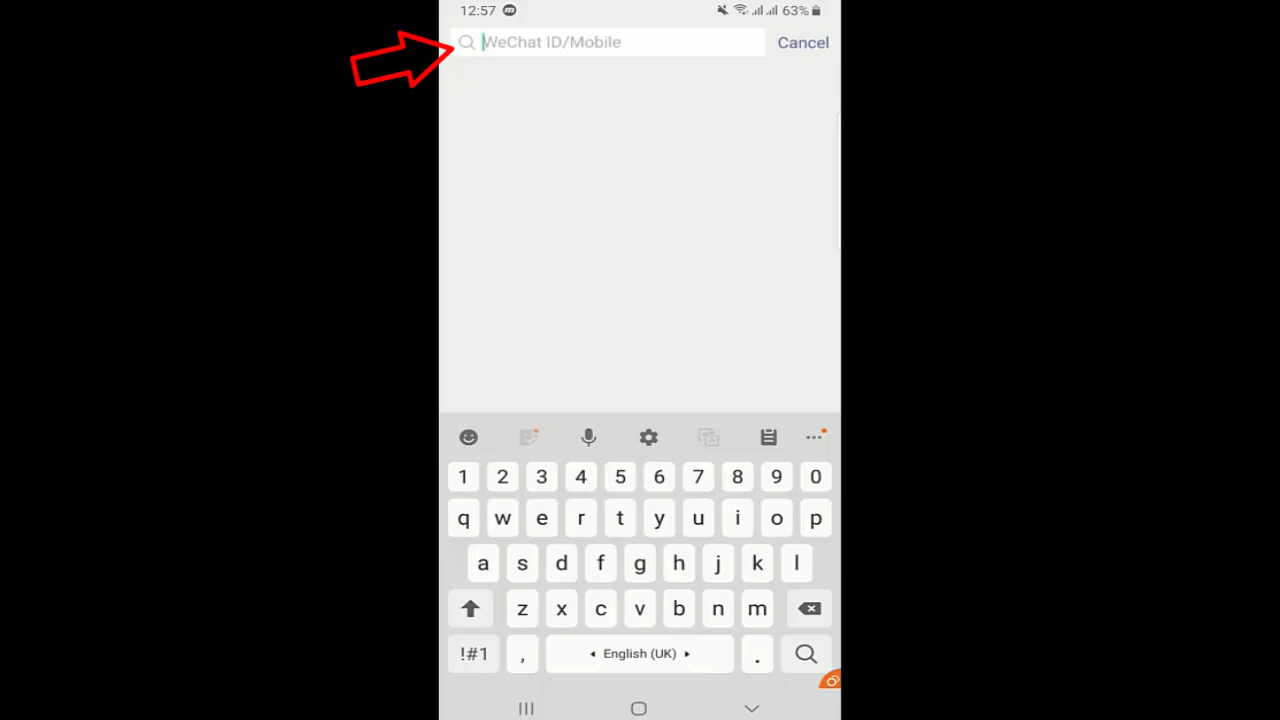 12:57 63%
WeChat ID/Mobile Cancel
1 2 3 4 5 6 7 8 9 0
q w e r t y u i o p
a s d f g h j k l
z x c v b n m
!#1 , English (UK) .